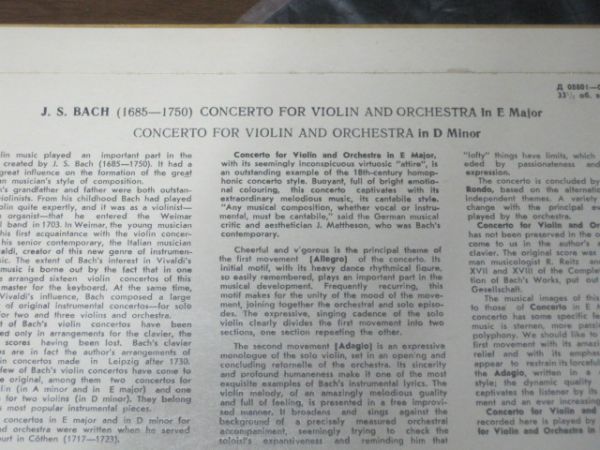 Д 08801—
33⅓ об.
J. S. BACH (1685—1750) CONCERTO FOR VIOLIN AND ORCHESTRA in E Major
CONCERTO FOR VIOLIN AND ORCHESTRA in D Minor
music played an important part in the
created by J. S. Bach (1685—1750). It had a
great influence on the formation of the great
musician's style of composition.
grandfather and father were both outstan-
violinists. From his childhood Bach had played
quite expertly, and it was as a violinist—
organist—that he entered the Weimar
band in 1703. In Weimar, the young musician
his first acquaintance with the violin concer-
his senior contemporary, the Italian musician
creator of this new genre of instrumen-
music. The extent of Bach's interest in Vivaldi's
music is borne out by the fact that in one
arranged sixteen violin concertos of this
master for the keyboard. At the same time,
Vivaldi's influence, Bach composed a large
of original instrumental concertos—for solo
for two and three violins and orchestra.
of Bach's violin concertos have been
only in arrangements for the clavier, the
scores having been lost. Bach's clavier
are in fact the author's arrangements of
concertos made in Leipzig after 1730.
few of Bach's violin concertos have come to
original, among them two concertos for
(in A minor and in E major) and one
for two violins (in D minor). They belong
most popular instrumental pieces.
concertos in E major and in D minor for
and orchestra were written when he served
court in Cöthen (1717—1723).
Concerto for Violin and Orchestra in E Major,
with its seemingly inconspicuous virtuosic "attire", is
an outstanding example of the 18th-century homop-
honic concerto style. Buoyant, full of bright emotio-
nal colouring, this concerto captivates with its
extraordinary melodious music, its cantabile style.
"Any musical composition, whether vocal or instru-
mental, must be cantabile," said the German musical
critic and aesthetician J. Mattheson, who was Bach's
contemporary.
Cheerful and vigorous is the principal theme of
the first movement [Allegro] of the concerto. Its
initial motif, with its heavy dance rhythmical figure,
so easily remembered, plays an important part in the
musical development. Frequently recurring, this
motif makes for the unity of the mood of the move-
ment, joining together the orchestral and solo episo-
des. The expressive, singing cadence of the solo
violin clearly divides the first movement into two
sections, one section repeating the other.
The second movement [Adagio] is an expressive
monologue of the solo violin, set in an opening and
concluding refornelle of the orchestra. Its sincerity
and profound humaneness make it one of the most
exquisite examples of Bach's instrumental lyrics. The
violin melody, of an amazingly melodious quality
and full of feeling, is presented in a free improvi-
sed manner. It broadens and sings against the
background of a precisely measured orchestral
accompaniment, seemingly trying to check the
soloist's expansiveness and reminding him that
"lofty" things have limits, which
eded by passionateness and
expression.
The concerto is concluded by
Rondo, based on the alternatio
independent themes. A variety
change with the principal
played by the orchestra.
Concerto for Violin and Or
has not been preserved in the o
come to us in the author's
clavier. The original score was
man musicologist R. Reitz and
XVII and XVIII of the Comple
tion of Bach's Works, put out
Gesellschaft.
The musical images of this
to those of Concerto in E
concerto has some specific fe
music is sterner, more passi
polyphony. We should like to
first movement with its amazi
relief and with its emphas
appear to restrain its forceful
the Adagio, written in a
style; the dynamic quality
captivates the listener by its
ment and an ever increasing
Concerto for Violin and
recorded here is played by
for Violin and Orchestra in